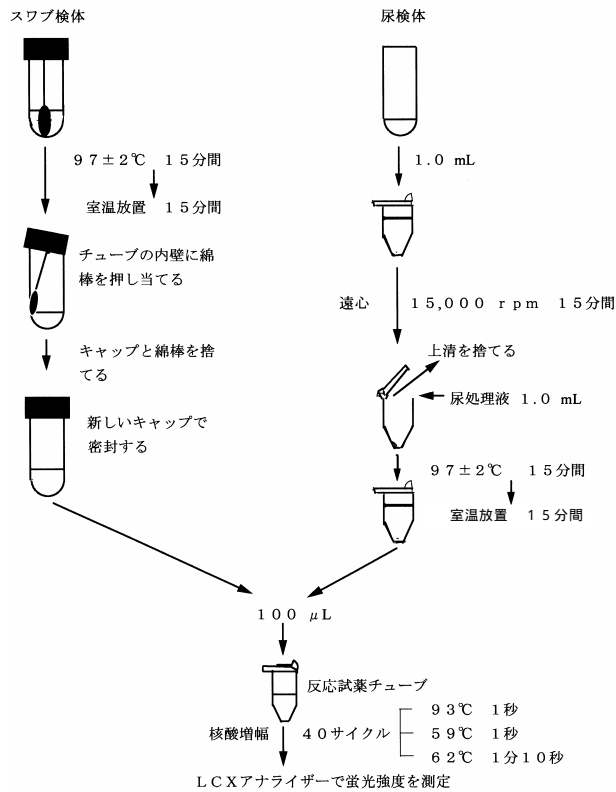 スワブ検体
９７±２℃　１５分間
室温放置　１５分間
チューブの内壁に綿
棒を押し当てる
キャップと綿棒を捨
てる
新しいキャップで
密封する
尿検体
1.0 mL
遠心　１５,０００ ｒｐｍ　１５分間
上清を捨てる
尿処理液 １.０ mL
９７±２℃　１５分間
室温放置　１５分間
１００ μL
反応試薬チューブ
核酸増幅　４０サイクル
９３℃　１秒
５９℃　１秒
６２℃　１分１０秒
ＬＣＸアナライザーで蛍光強度を測定